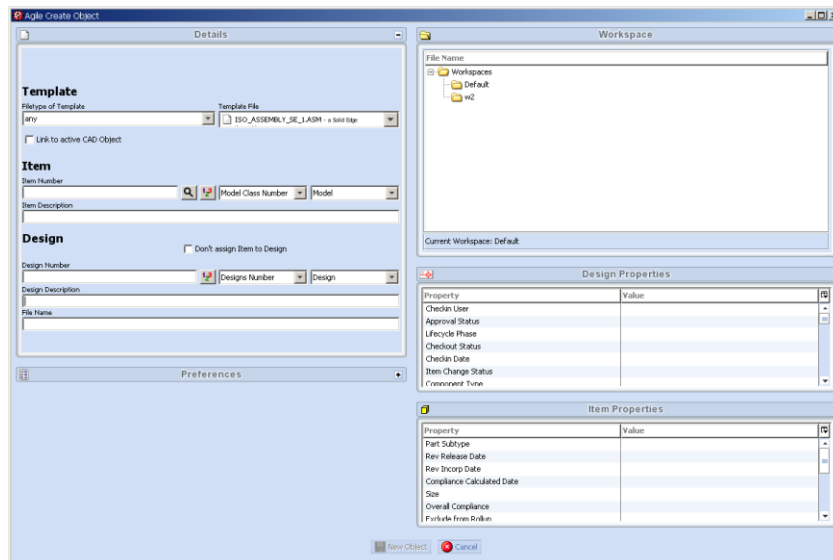 Agile Create Object
Details
Template
Filetype of Template
Template File
any
ISO_ASSEMBLY_SE_1.ASM - a Solid Edge
Link to active CAD Object
Item
Item Number
Model Class Number
Model
Item Description
Design
Don't assign Item to Design
Design Number
Designs Number
Design
Design Description
File Name
Preferences
Workspace
File Name
Workspaces
Default
w2
Current Workspace: Default
Design Properties
Property Value
Checkin User
Approval Status
Lifecycle Phase
Checkout Status
Checkin Date
Item Change Status
Component Type
Item Properties
Property Value
Part Subtype
Rev Release Date
Rev Incorp Date
Compliance Calculated Date
Size
Overall Compliance
Exclude from Rollup
New Object Cancel